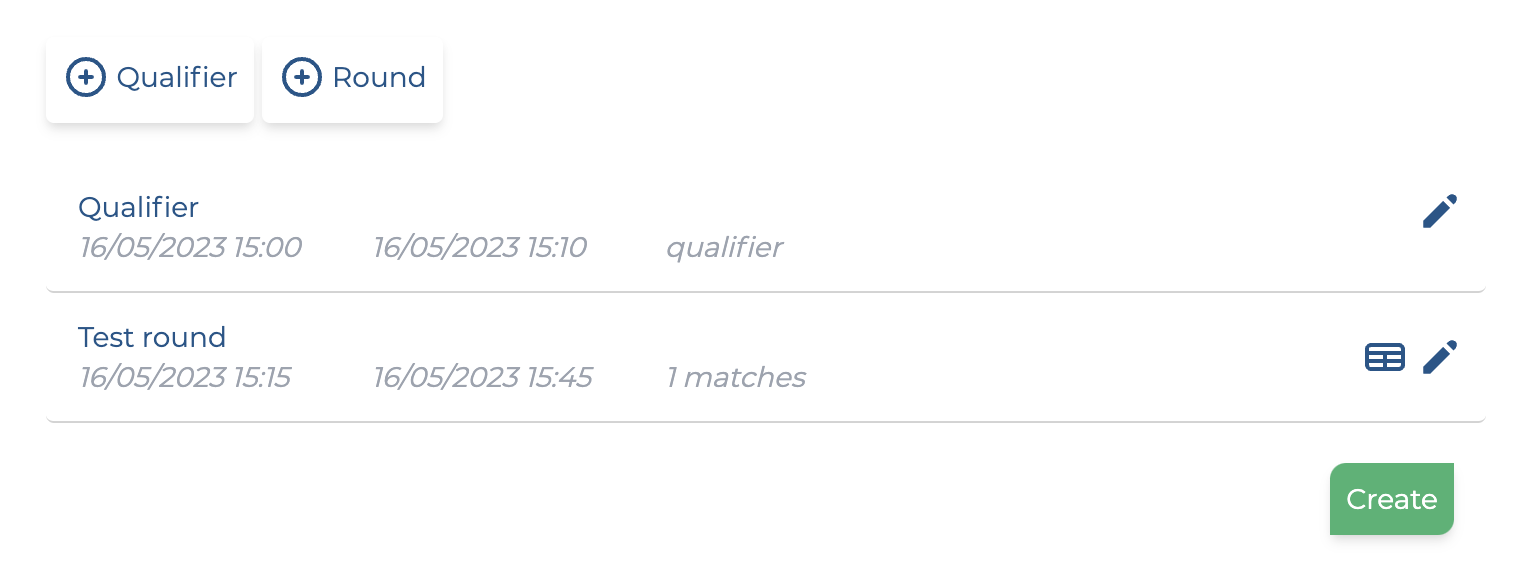 Qualifier Round
Qualifier
16/05/2023 15:00 16/05/2023 15:10 qualifier
Test round
16/05/2023 15:15 16/05/2023 15:45 1 matches
Create